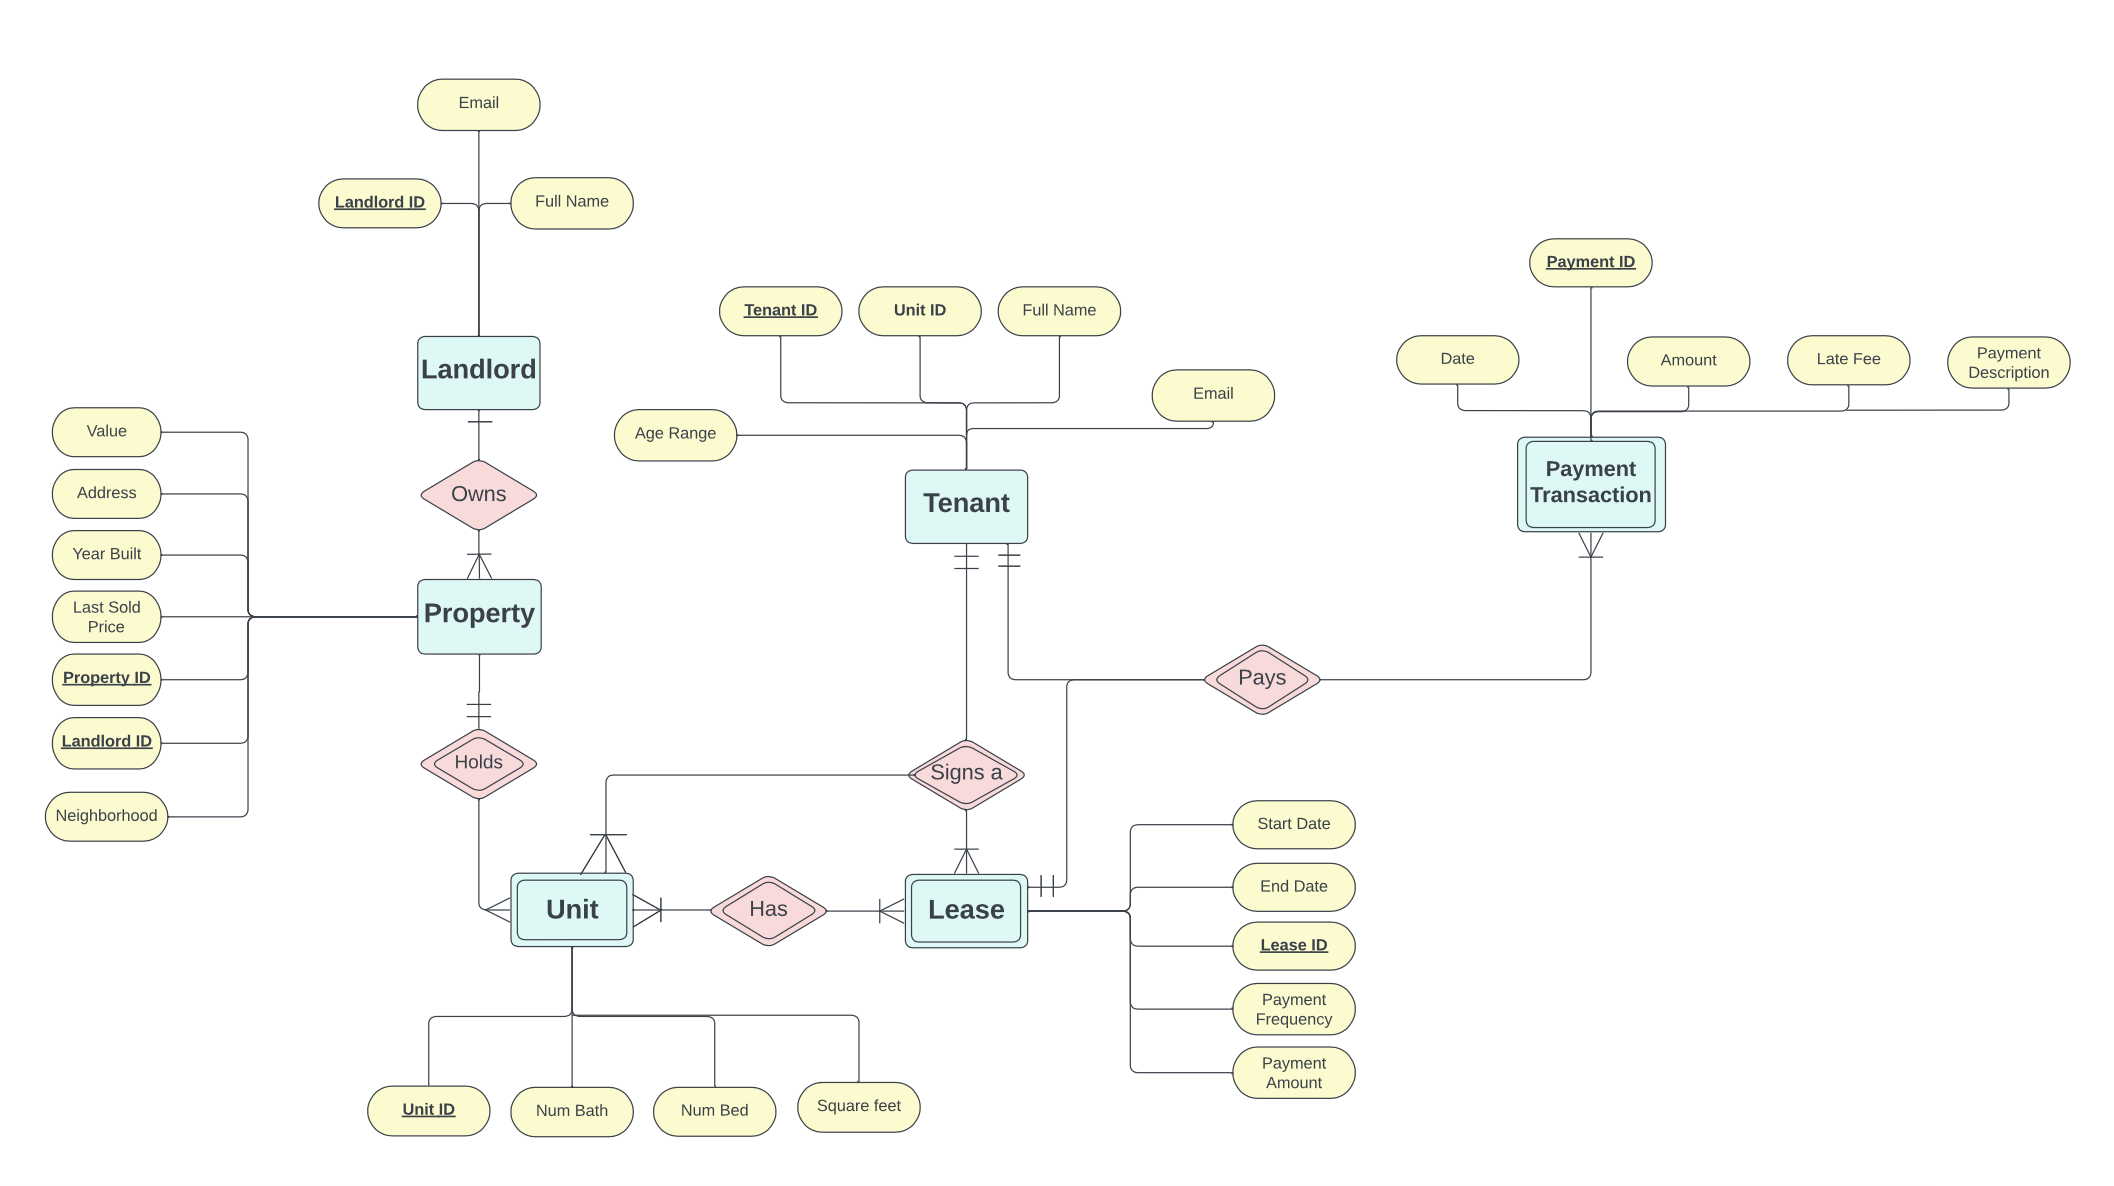 Email
Landlord ID
Full Name
Landlord
Owns
Value
Address
Year Built
Last Sold
Price
Property ID
Landlord ID
Neighborhood
Property
Holds
Tenant ID
Unit ID
Full Name
Age Range
Email
Tenant
Payment ID
Date
Amount
Late Fee
Payment
Description
Payment
Transaction
Pays
Signs a
Unit
Has
Lease
Start Date
End Date
Lease ID
Payment
Frequency
Payment
Amount
Unit ID
Num Bath
Num Bed
Square feet